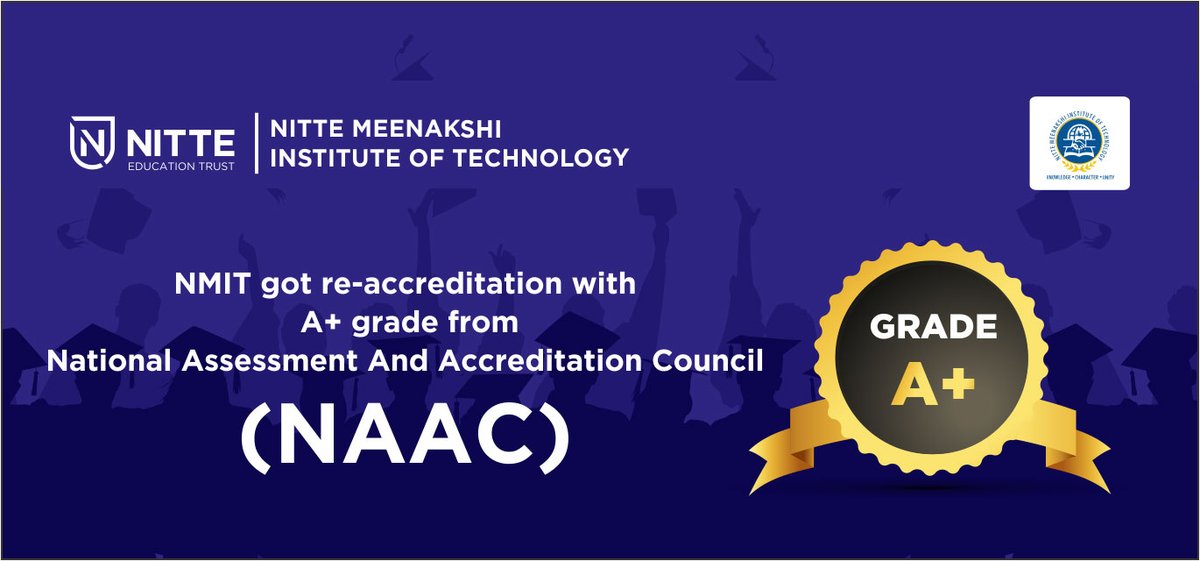 NITTE
EDUCATION TRUST
NITTE MEENAKSHI
INSTITUTE OF TECHNOLOGY
NITTE MEENAKSHI INSTITUTE OF TECHNOLOGY
KNOWLEDGE • CHARACTER • UNITY
NMIT got re-accreditation with
A+ grade from
National Assessment And Accreditation Council
(NAAC)
GRADE
A+